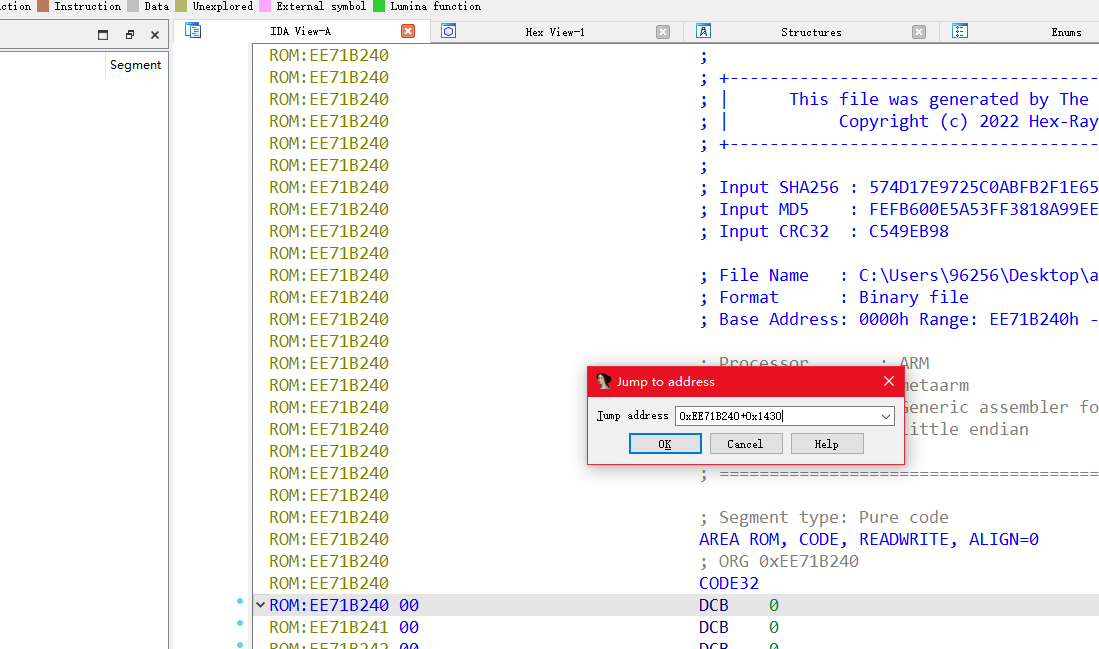 ction Instruction Data Unexplored External symbol Lumina function
IDA View-A Hex View-1 Structures Enums
Segment
ROM:EE71B240 ;
ROM:EE71B240 ; +-------------------------------------
ROM:EE71B240 ; | This file was generated by The
ROM:EE71B240 ; | Copyright (c) 2022 Hex-Ray
ROM:EE71B240 ; +-------------------------------------
ROM:EE71B240 ;
ROM:EE71B240 ; Input SHA256 : 574D17E9725C0ABFB2F1E65
ROM:EE71B240 ; Input MD5 : FEFB600E5A53FF3818A99EE
ROM:EE71B240 ; Input CRC32 : C549EB98
ROM:EE71B240
ROM:EE71B240 ; File Name : C:\Users\96256\Desktop\a
ROM:EE71B240 ; Format : Binary file
ROM:EE71B240 ; Base Address: 0000h Range: EE71B240h -
ROM:EE71B240
ROM:EE71B240 ; Processor : ARM
ROM:EE71B240 metaarm
ROM:EE71B240 Generic assembler fo
ROM:EE71B240 Little endian
ROM:EE71B240
ROM:EE71B240 ; ======================================
ROM:EE71B240
ROM:EE71B240 ; Segment type: Pure code
ROM:EE71B240 AREA ROM, CODE, READWRITE, ALIGN=0
ROM:EE71B240 ; ORG 0xEE71B240
ROM:EE71B240 CODE32
ROM:EE71B240 00 DCB 0
ROM:EE71B241 00 DCB 0
ROM:EE71B242 00 DCB 0
Jump to address
Jump address 0xEE71B240+0x1430
OK Cancel Help